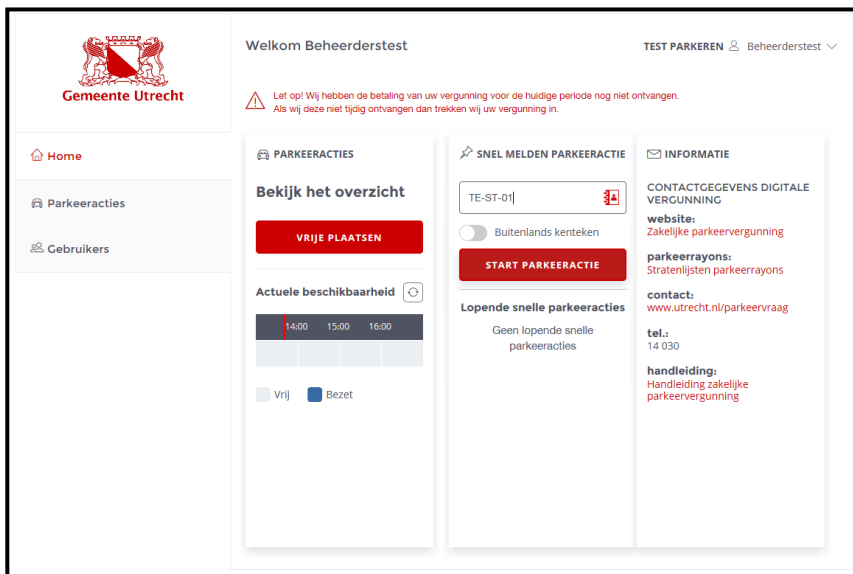 Gemeente Utrecht
Welkom Beheerderstest
TEST PARKEREN Beheerderstest
Let op! Wij hebben de betaling van uw vergunning voor de huidige periode nog niet ontvangen.
Als wij deze niet tijdig ontvangen dan trekken wij uw vergunning in.
Home
Parkeeracties
Gebruikers
PARKEERACTIES
Bekijk het overzicht
VRIJE PLAATSEN
Actuele beschikbaarheid
14:00 15:00 16:00
Vrij Bezet
SNEL MELDEN PARKEERACTIE
TE-ST-01
Buitenlands kenteken
START PARKEERACTIE
Lopende snelle parkeeracties
Geen lopende snelle
parkeeracties
INFORMATIE
CONTACTGEGEVENS DIGITALE
VERGUNNING
website:
Zakelijke parkeervergunning
parkeerrayons:
Stratenlijsten parkeerrayons
contact:
www.utrecht.nl/parkeervraag
tel.:
14 030
handleiding:
Handleiding zakelijke
parkeervergunning